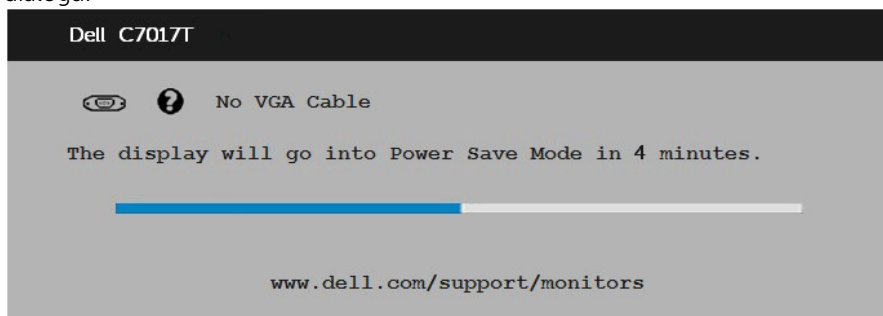 Dell C7017T
No VGA Cable
The display will go into Power Save Mode in 4 minutes.
www.dell.com/support/monitors